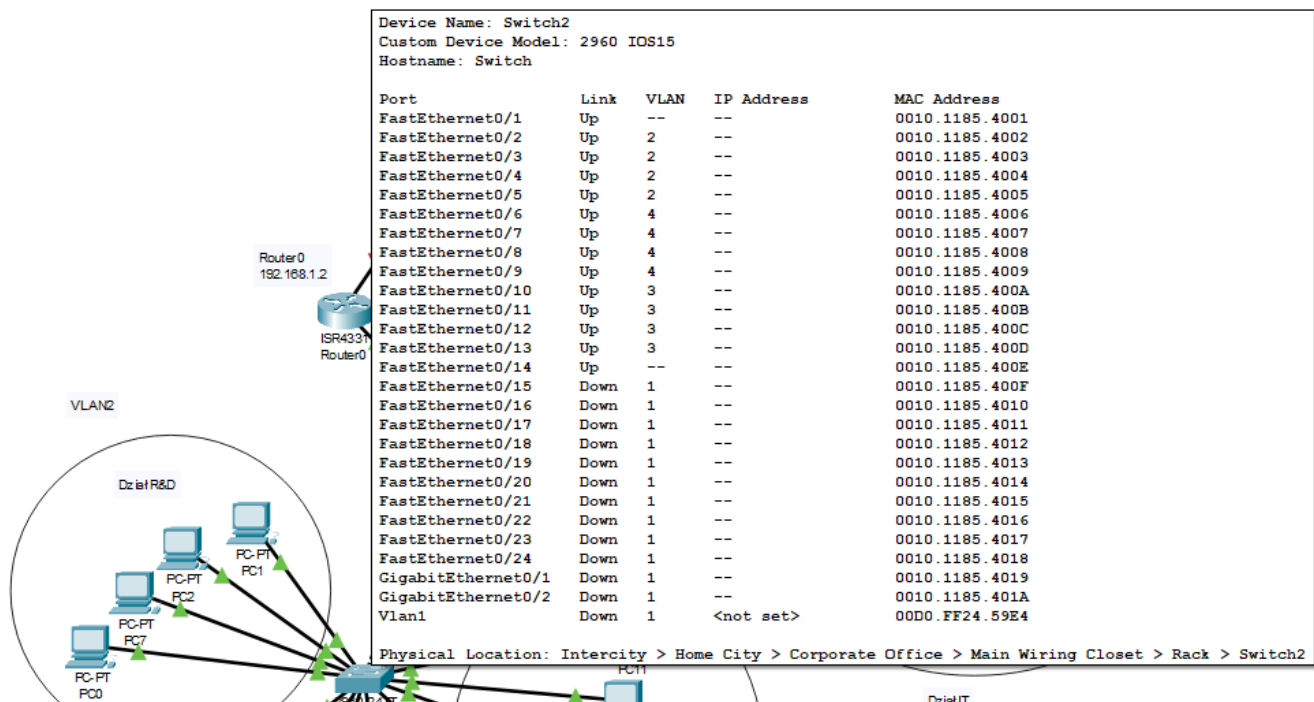 Device Name: Switch2
Custom Device Model: 2960 IOS15
Hostname: Switch
Port Link VLAN IP Address MAC Address
FastEthernet0/1 Up -- -- 0010.1185.4001
FastEthernet0/2 Up 2 -- 0010.1185.4002
FastEthernet0/3 Up 2 -- 0010.1185.4003
FastEthernet0/4 Up 2 -- 0010.1185.4004
FastEthernet0/5 Up 2 -- 0010.1185.4005
FastEthernet0/6 Up 4 -- 0010.1185.4006
FastEthernet0/7 Up 4 -- 0010.1185.4007
FastEthernet0/8 Up 4 -- 0010.1185.4008
FastEthernet0/9 Up 4 -- 0010.1185.4009
FastEthernet0/10 Up 3 -- 0010.1185.400A
FastEthernet0/11 Up 3 -- 0010.1185.400B
FastEthernet0/12 Up 3 -- 0010.1185.400C
FastEthernet0/13 Up 3 -- 0010.1185.400D
FastEthernet0/14 Up -- -- 0010.1185.400E
FastEthernet0/15 Down 1 -- 0010.1185.400F
FastEthernet0/16 Down 1 -- 0010.1185.4010
FastEthernet0/17 Down 1 -- 0010.1185.4011
FastEthernet0/18 Down 1 -- 0010.1185.4012
FastEthernet0/19 Down 1 -- 0010.1185.4013
FastEthernet0/20 Down 1 -- 0010.1185.4014
FastEthernet0/21 Down 1 -- 0010.1185.4015
FastEthernet0/22 Down 1 -- 0010.1185.4016
FastEthernet0/23 Down 1 -- 0010.1185.4017
FastEthernet0/24 Down 1 -- 0010.1185.4018
GigabitEthernet0/1 Down 1 -- 0010.1185.4019
GigabitEthernet0/2 Down 1 -- 0010.1185.401A
Vlan1 Down 1 <not set> 00D0.FF24.59E4
Physical Location: Intercity > Home City > Corporate Office > Main Wiring Closet > Rack > Switch2
Router0
192.168.1.2
ISR4331
Router0
VLAN2
Dział R&D
PC-PT
PC1
PC-PT
PC2
PC-PT
PC7
PC-PT
PC0
PC11
Dział IT